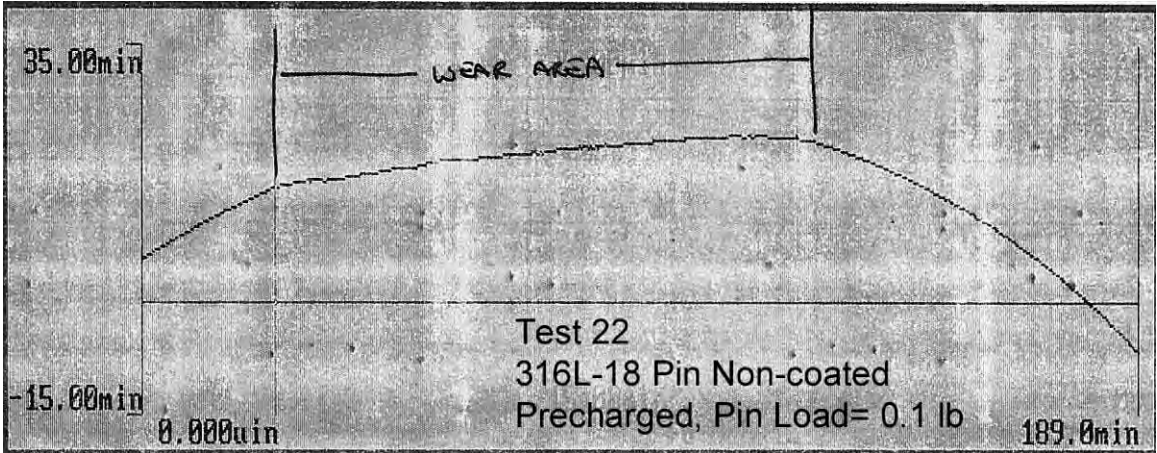 35.00min
WEAR AREA
Test 22
316L-18 Pin Non-coated
Precharged, Pin Load= 0.1 lb
-15.00min
0.000uin
189.0min